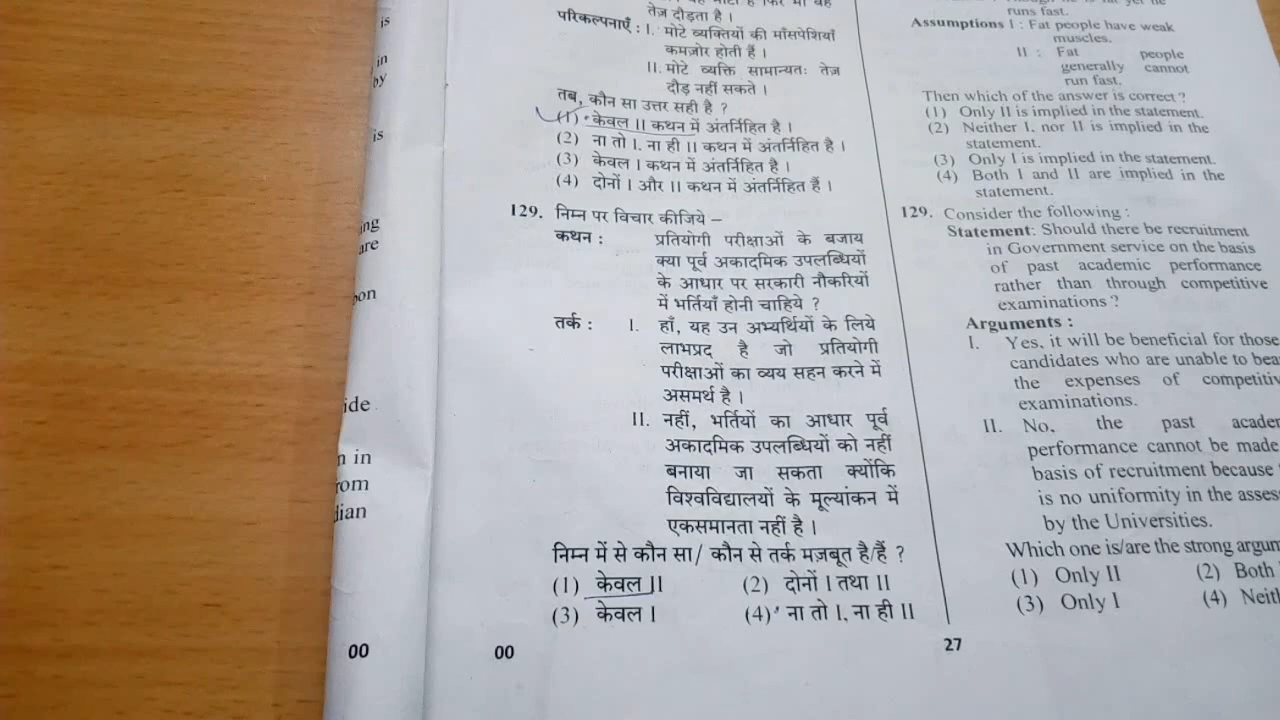 is
in
by
is
ing
are
ide
n in
rom
dian
00
तेज़ दौड़ता है ।
परिकल्पनाएँ : I. मोटे व्यक्तियों की माँसपेशियाँ
कमज़ोर होती हैं ।
II. मोटे व्यक्ति सामान्यतः तेज़
दौड़ नहीं सकते ।
तब, कौन सा उत्तर सही है ?
(1) केवल II कथन में अंतर्निहित है ।
(2) ना तो I, ना ही II कथन में अंतर्निहित है ।
(3) केवल I कथन में अंतर्निहित है ।
(4) दोनों I और II कथन में अंतर्निहित हैं ।
129. निम्न पर विचार कीजिये –
कथन : प्रतियोगी परीक्षाओं के बजाय
क्या पूर्व अकादमिक उपलब्धियों
के आधार पर सरकारी नौकरियों
में भर्तियाँ होनी चाहिये ?
तर्क : I. हाँ, यह उन अभ्यर्थियों के लिये
लाभप्रद है जो प्रतियोगी
परीक्षाओं का व्यय सहन करने में
असमर्थ है ।
II. नहीं, भर्तियों का आधार पूर्व
अकादमिक उपलब्धियों को नहीं
बनाया जा सकता क्योंकि
विश्वविद्यालयों के मूल्यांकन में
एकसमानता नहीं है ।
निम्न में से कौन सा/ कौन से तर्क मज़बूत है/हैं ?
(1) केवल II (2) दोनों I तथा II
(3) केवल I (4) ना तो I, ना ही II
00
runs fast.
Assumptions I : Fat people have weak
muscles.
II : Fat people
generally cannot
run fast.
Then which of the answer is correct ?
(1) Only II is implied in the statement.
(2) Neither I, nor II is implied in the
statement.
(3) Only I is implied in the statement.
(4) Both I and II are implied in the
statement.
129. Consider the following :
Statement: Should there be recruitment
in Government service on the basis
of past academic performance
rather than through competitive
examinations ?
Arguments :
I. Yes, it will be beneficial for those
candidates who are unable to bea
the expenses of competitiv
examinations.
II. No, the past acade
performance cannot be made
basis of recruitment because
is no uniformity in the asses
by the Universities.
Which one is/are the strong argum
(1) Only II (2) Both
(3) Only I (4) Neit
27